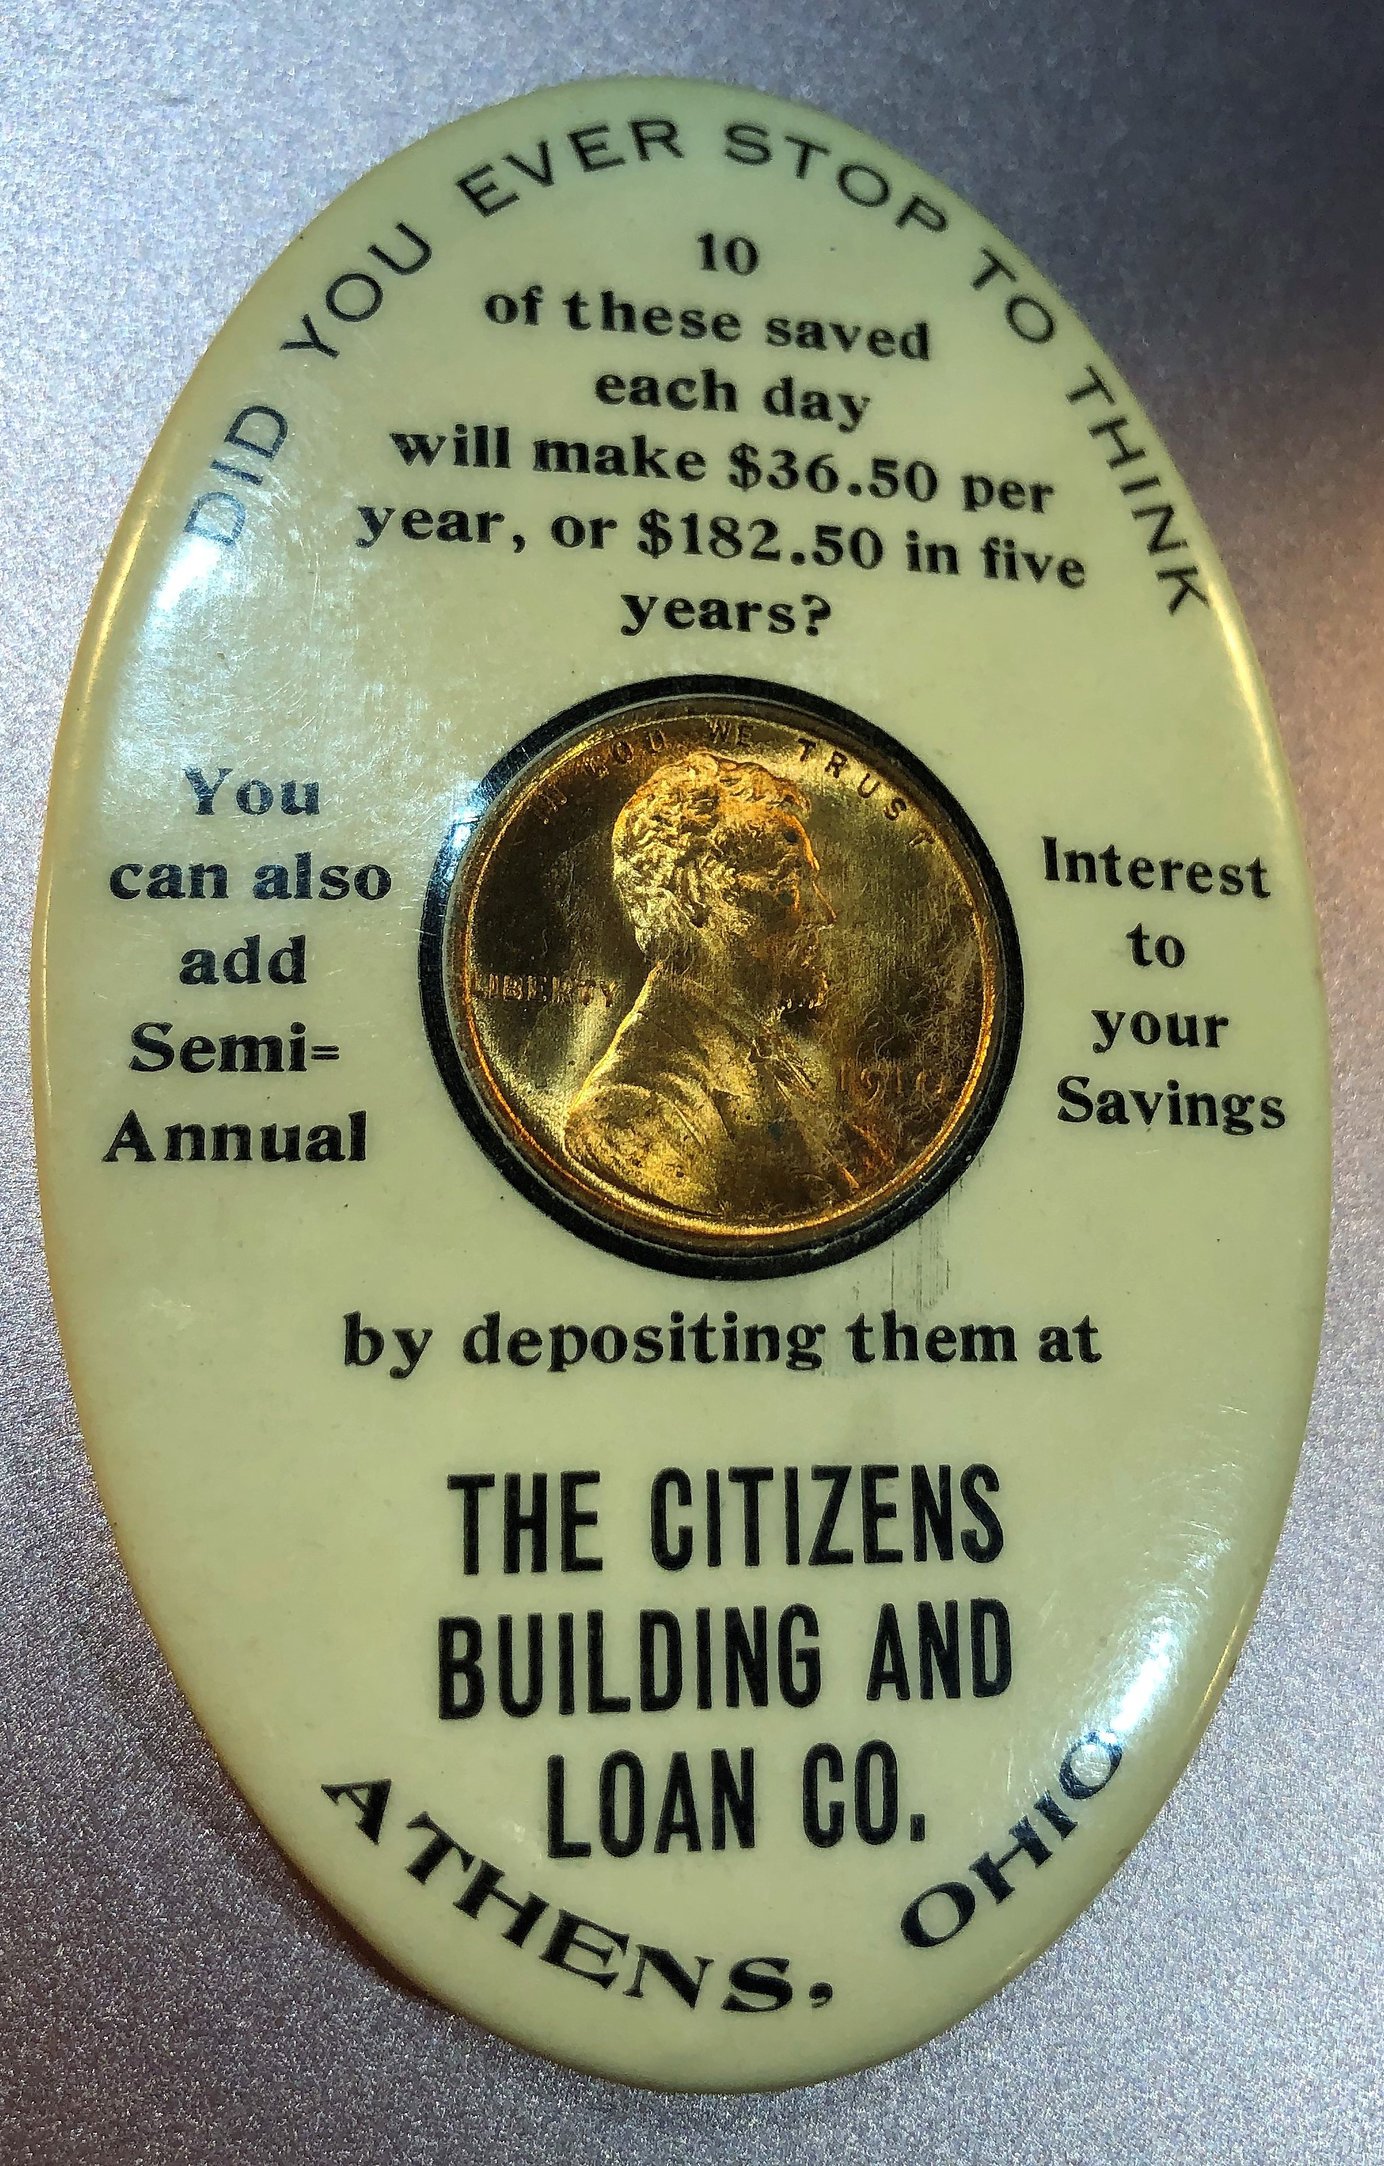 DID YOU EVER STOP TO THINK
10
of these saved
each day
will make $36.50 per
year, or $182.50 in five
years?
You
can also
add
Semi=
Annual
IN GOD WE TRUST
LIBERTY
1910
Interest
to
your
Savings
by depositing them at
THE CITIZENS
BUILDING AND
LOAN CO.
ATHENS, OHIO